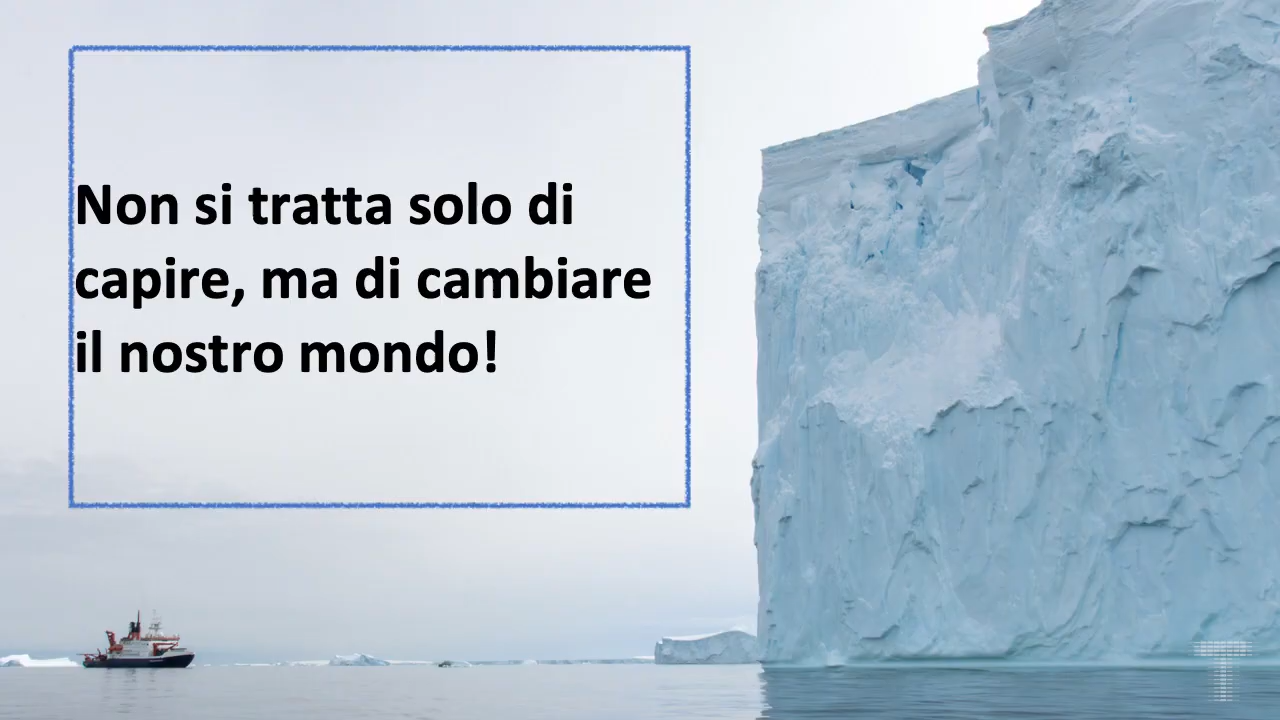 Non si tratta solo di
capire, ma di cambiare
il nostro mondo!